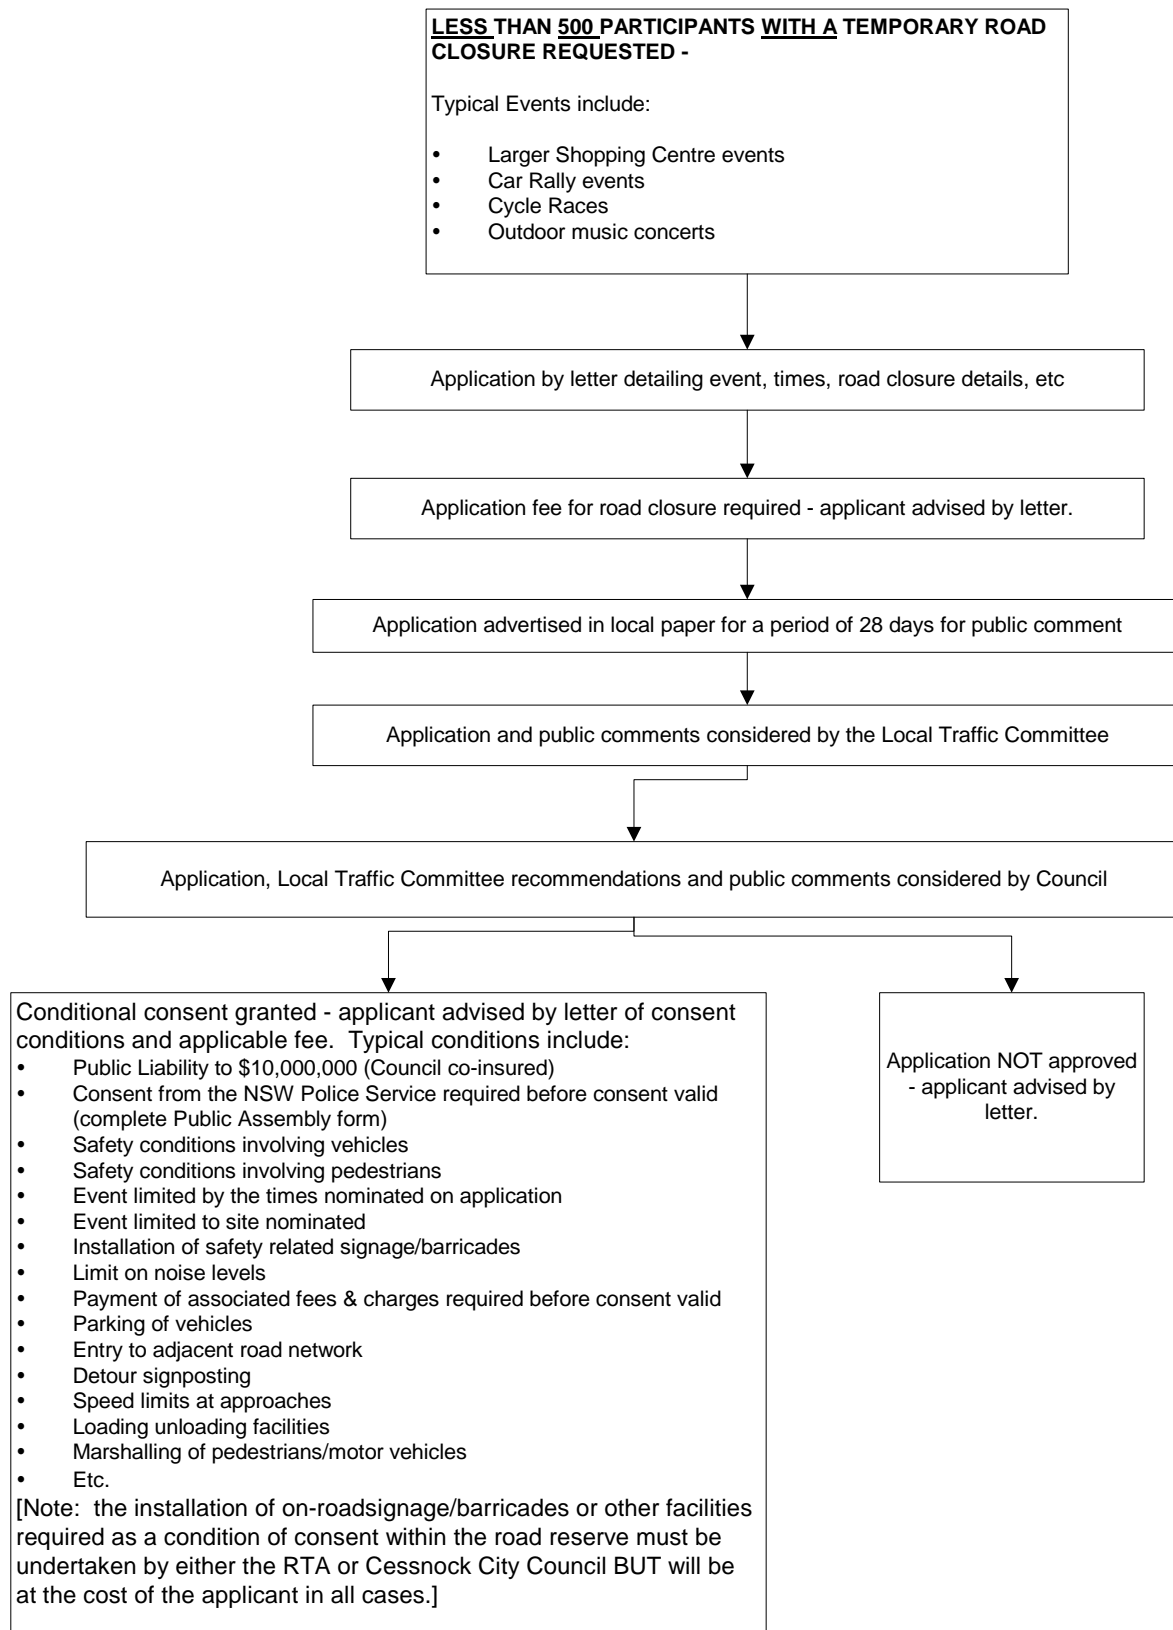 LESS THAN 500 PARTICIPANTS WITH A TEMPORARY ROAD
CLOSURE REQUESTED -
Typical Events include:
• Larger Shopping Centre events
• Car Rally events
• Cycle Races
• Outdoor music concerts
Application by letter detailing event, times, road closure details, etc
Application fee for road closure required - applicant advised by letter.
Application advertised in local paper for a period of 28 days for public comment
Application and public comments considered by the Local Traffic Committee
Application, Local Traffic Committee recommendations and public comments considered by Council
Conditional consent granted - applicant advised by letter of consent
conditions and applicable fee.  Typical conditions include:
• Public Liability to $10,000,000 (Council co-insured)
• Consent from the NSW Police Service required before consent valid
(complete Public Assembly form)
• Safety conditions involving vehicles
• Safety conditions involving pedestrians
• Event limited by the times nominated on application
• Event limited to site nominated
• Installation of safety related signage/barricades
• Limit on noise levels
• Payment of associated fees & charges required before consent valid
• Parking of vehicles
• Entry to adjacent road network
• Detour signposting
• Speed limits at approaches
• Loading unloading facilities
• Marshalling of pedestrians/motor vehicles
• Etc.
[Note:  the installation of on-roadsignage/barricades or other facilities
required as a condition of consent within the road reserve must be
undertaken by either the RTA or Cessnock City Council BUT will be
at the cost of the applicant in all cases.]
Application NOT approved
- applicant advised by
letter.